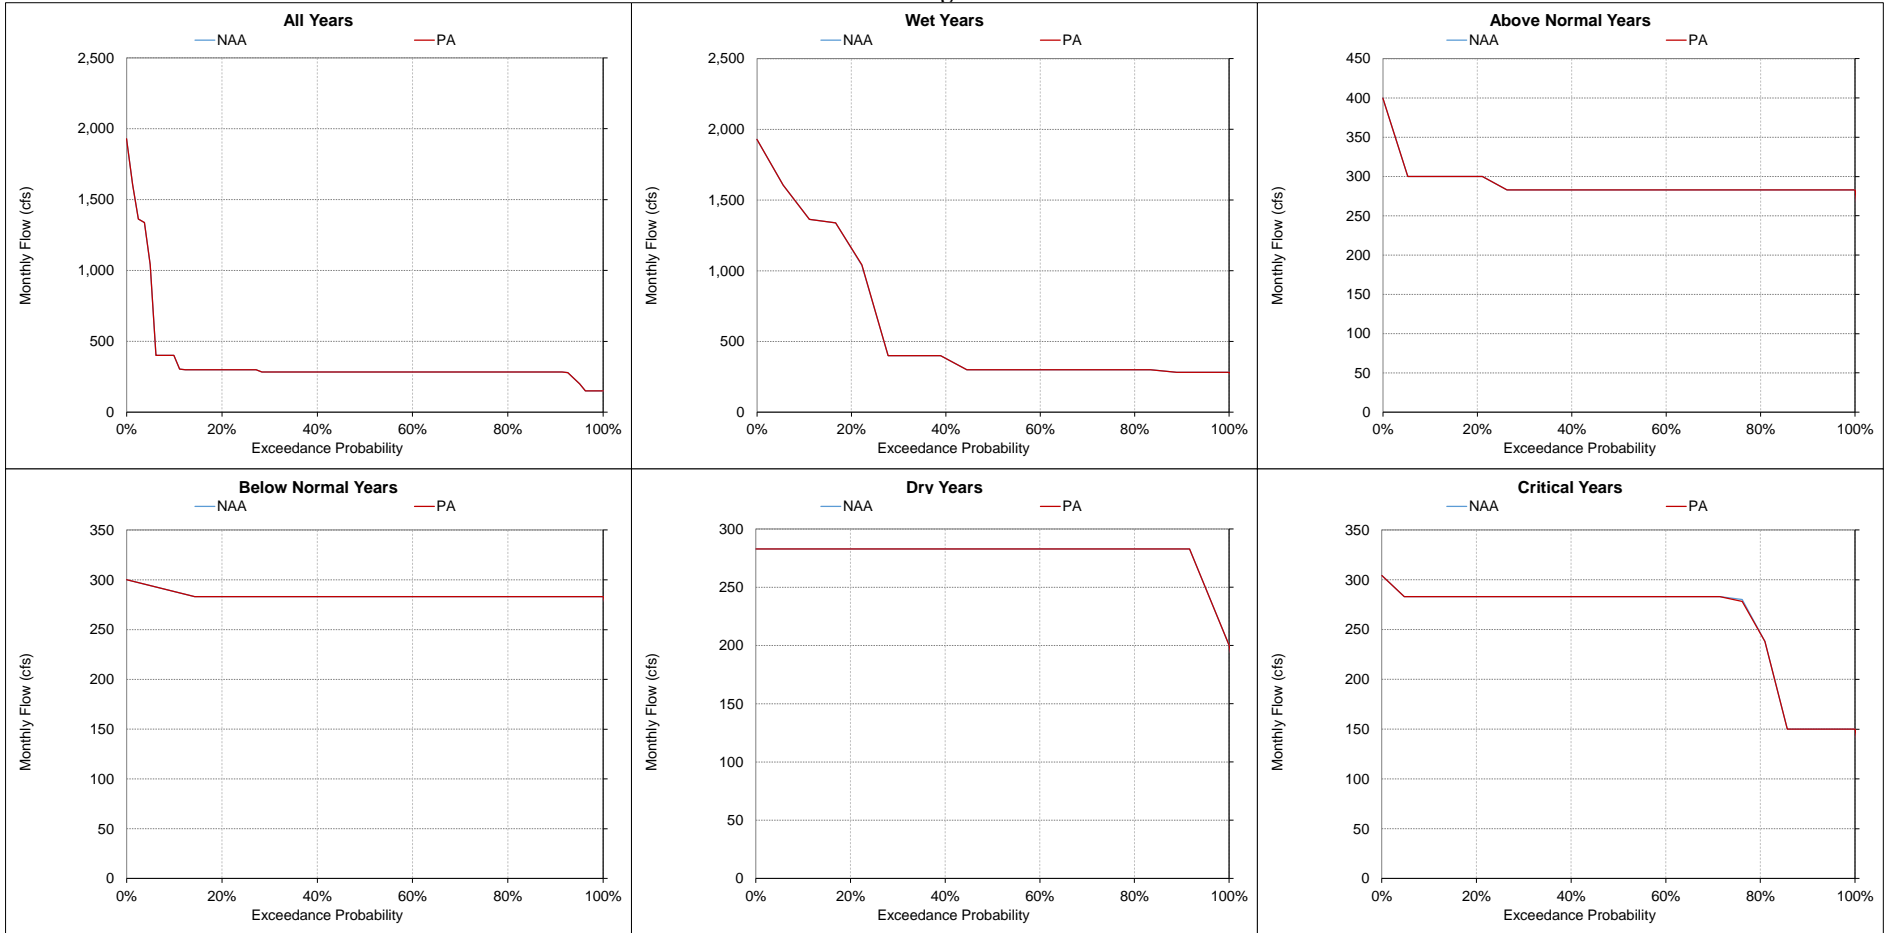 All Years
NAA PA
2,500
2,000
1,500
1,000
500
0
Monthly Flow (cfs)
0% 20% 40% 60% 80% 100%
Exceedance Probability
Wet Years
NAA PA
2,500
2,000
1,500
1,000
500
0
Monthly Flow (cfs)
0% 20% 40% 60% 80% 100%
Exceedance Probability
Above Normal Years
NAA PA
450
400
350
300
250
200
150
100
50
0
Monthly Flow (cfs)
0% 20% 40% 60% 80% 100%
Exceedance Probability
Below Normal Years
NAA PA
350
300
250
200
150
100
50
0
Monthly Flow (cfs)
0% 20% 40% 60% 80% 100%
Exceedance Probability
Dry Years
NAA PA
300
250
200
150
100
50
0
Monthly Flow (cfs)
0% 20% 40% 60% 80% 100%
Exceedance Probability
Critical Years
NAA PA
350
300
250
200
150
100
50
0
Monthly Flow (cfs)
0% 20% 40% 60% 80% 100%
Exceedance Probability